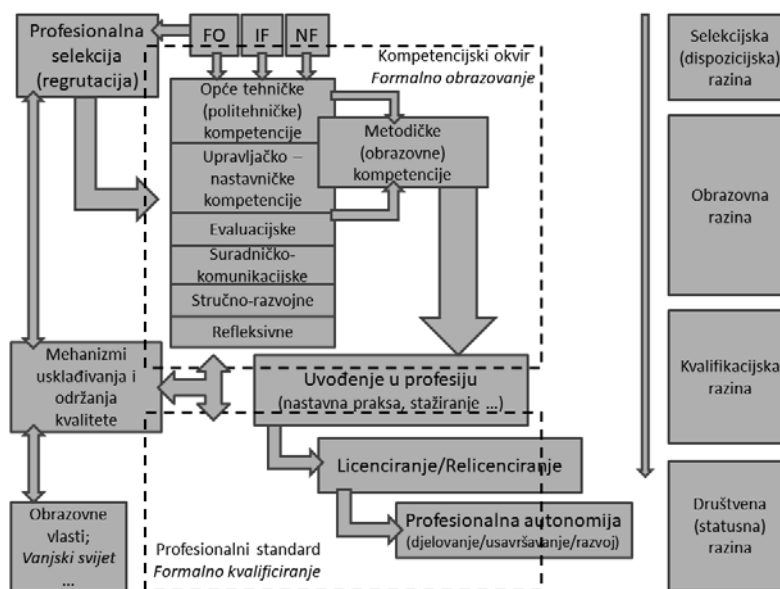 Profesionalna
selekcija
(regrutacija)
FO
IF
NF
Kompetencijski okvir
Formalno obrazovanje
Opće tehničke
(politehničke)
kompetencije
Metodičke
(obrazovne)
kompetencije
Upravljačko –
nastavničke
kompetencije
Evaluacijske
Suradničko-
komunikacijske
Stručno-razvojne
Refleksivne
Mehanizmi
usklađivanja i
održanja
kvalitete
Uvođenje u profesiju
(nastavna praksa, stažiranje ...)
Licenciranje/Relicenciranje
Profesionalna autonomija
(djelovanje/usavršavanje/razvoj)
Obrazovne
vlasti;
Vanjski svijet
...
Profesionalni standard
Formalno kvalificiranje
Selekcijska
(dispozicijska)
razina
Obrazovna
razina
Kvalifikacijska
razina
Društvena
(statusna)
razina